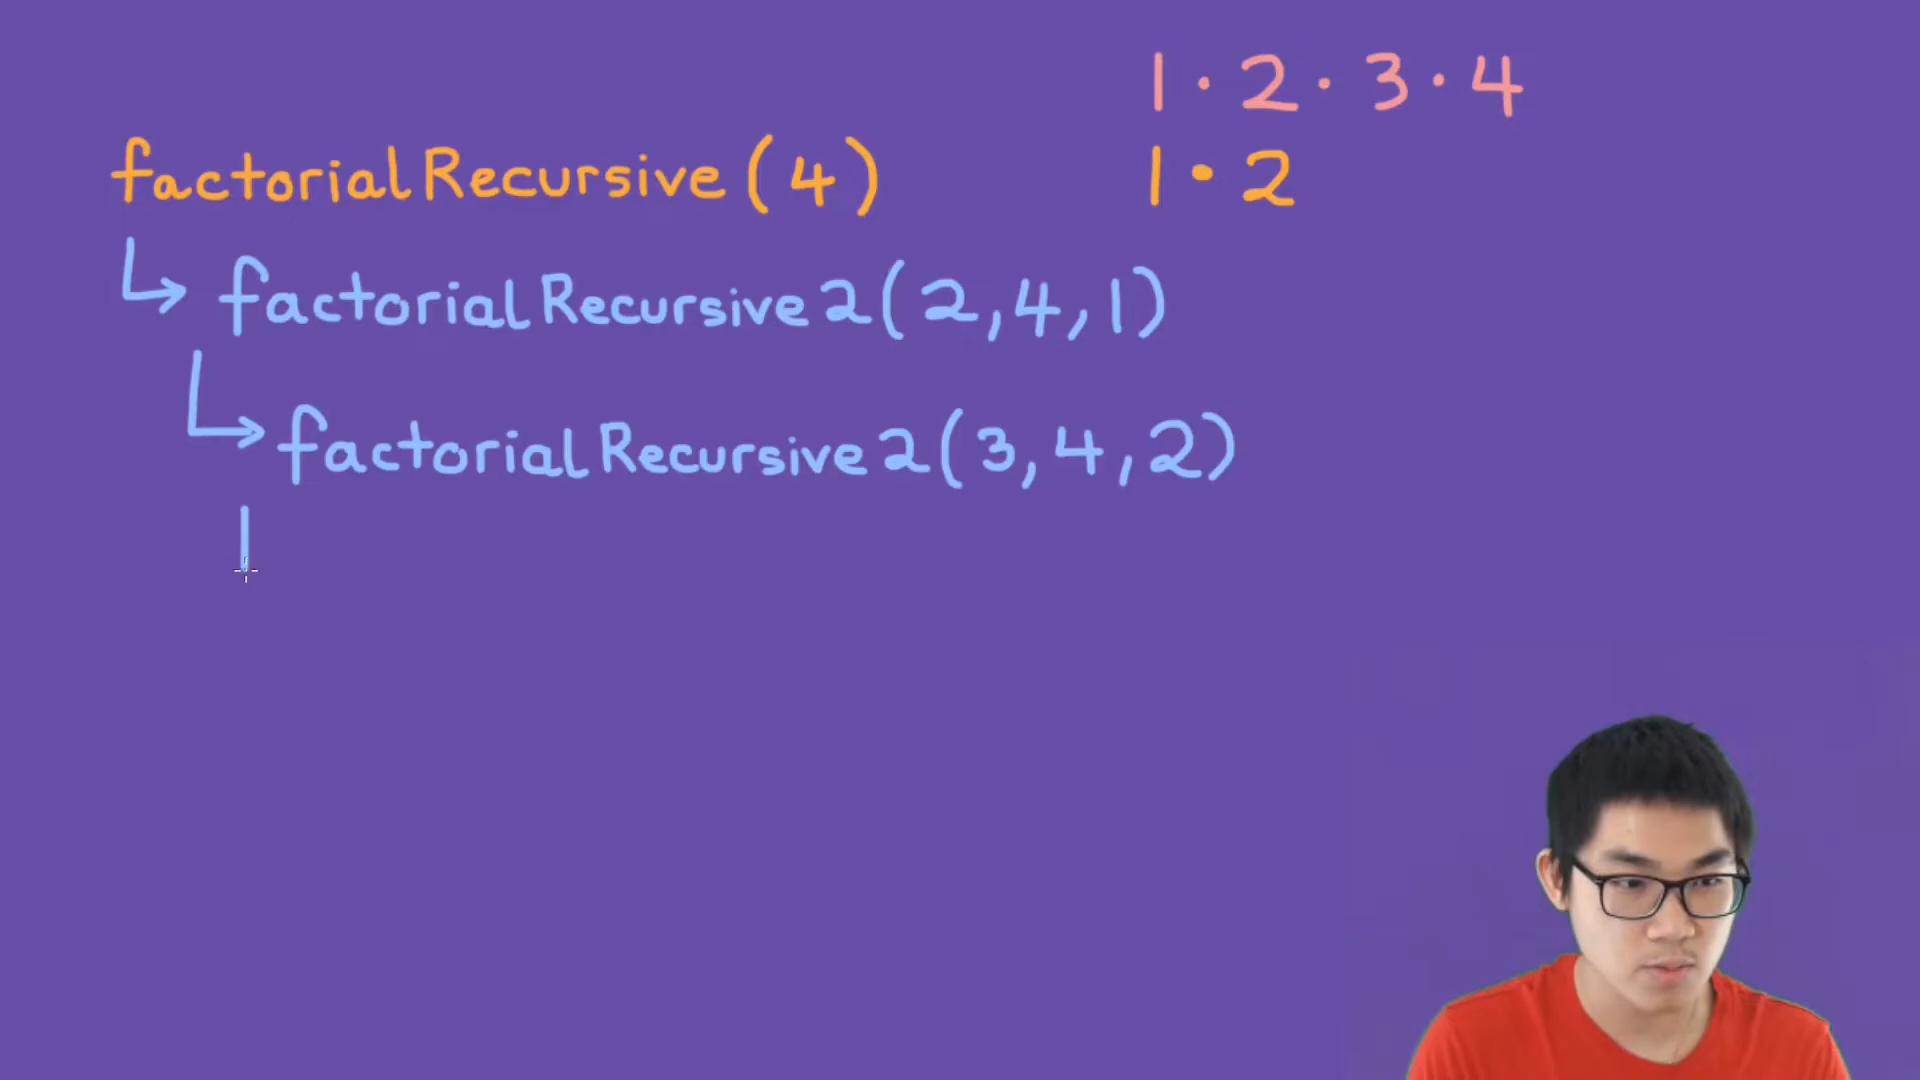 1 · 2 · 3 · 4
factorialRecursive (4)
1 · 2
factorialRecursive2(2,4,1)
factorialRecursive2(3,4,2)